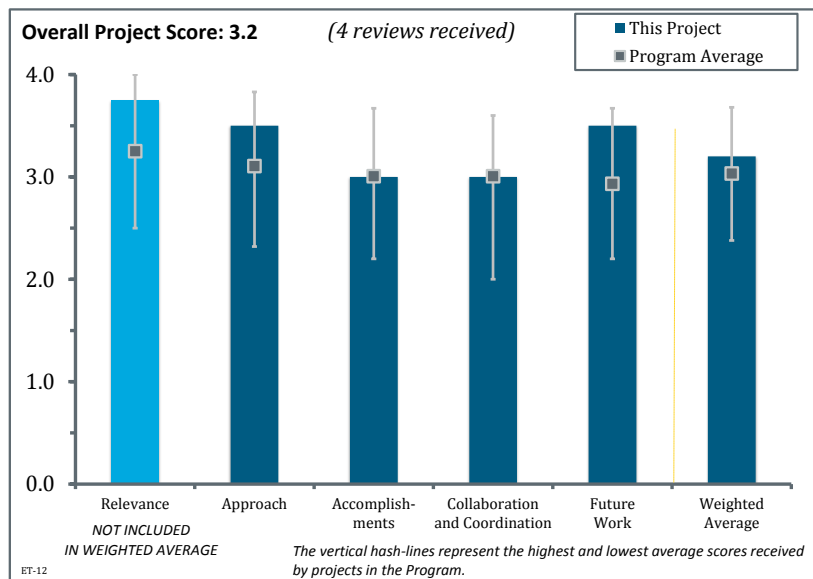 Overall Project Score: 3.2
(4 reviews received)
This Project
Program Average
4.0
3.0
2.0
1.0
0.0
Relevance
Approach
Accomplish-
ments
Collaboration
and Coordination
Future
Work
Weighted
Average
NOT INCLUDED
IN WEIGHTED AVERAGE
The vertical hash-lines represent the highest and lowest average scores received
by projects in the Program.
ET-12